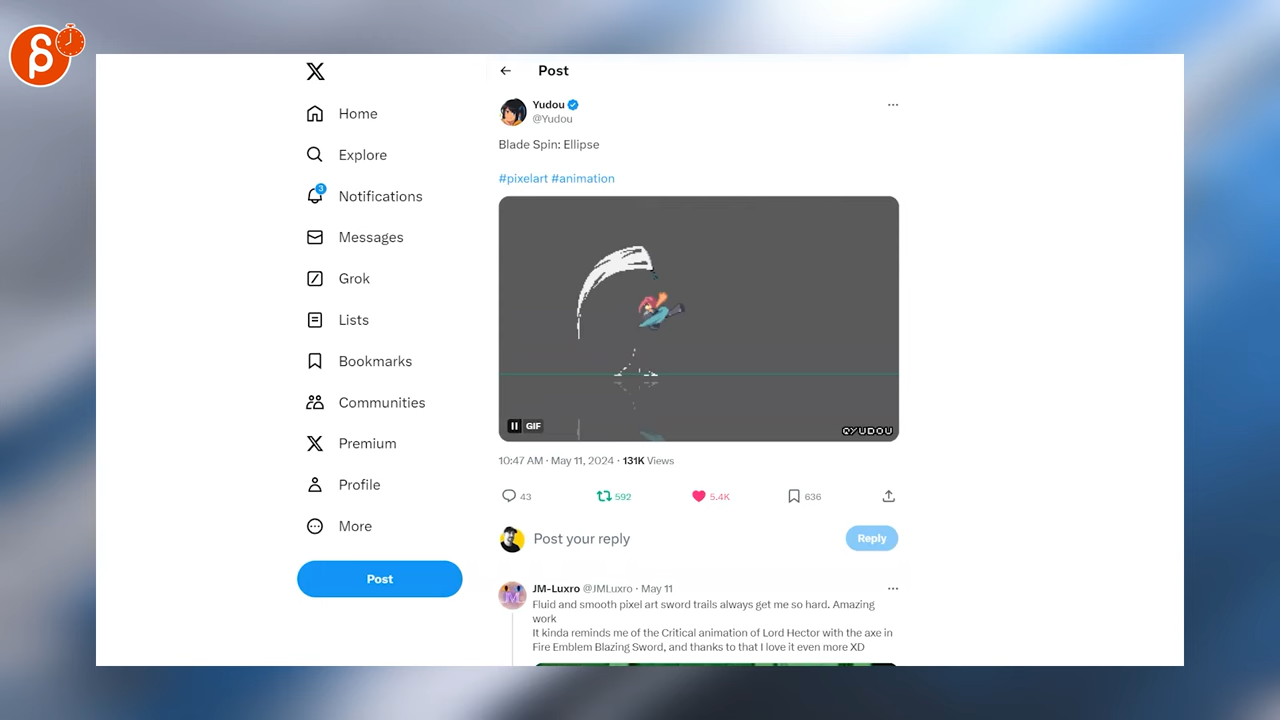 Post
Yudou
@Yudou
Blade Spin: Ellipse
#pixelart #animation
GIF
@YUDOU
10:47 AM · May 11, 2024 · 131K Views
43
592
5.4K
636
Post your reply
Reply
JM-Luxro @JMLuxro · May 11
Fluid and smooth pixel art sword trails always get me so hard. Amazing
work
It kinda reminds me of the Critical animation of Lord Hector with the axe in
Fire Emblem Blazing Sword, and thanks to that I love it even more XD
Home
Explore
3
Notifications
Messages
Grok
Lists
Bookmarks
Communities
Premium
Profile
More
Post